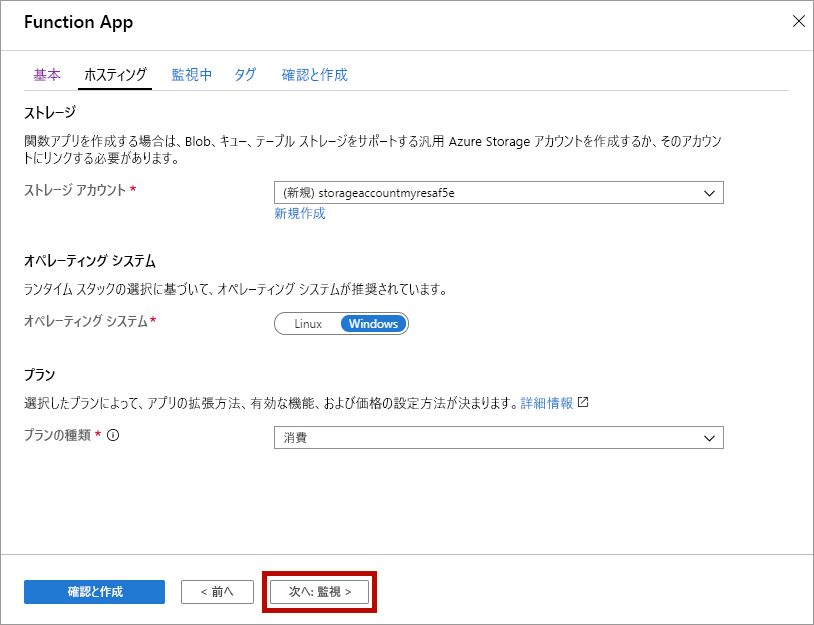 Function App
基本 ホスティング 監視中 タグ 確認と作成
ストレージ
関数アプリを作成する場合は、Blob、キュー、テーブル ストレージをサポートする汎用 Azure Storage アカウントを作成するか、そのアカウン
トにリンクする必要があります。
ストレージ アカウント * (新規) storageaccountmyresaf5e
新規作成
オペレーティング システム
ランタイム スタックの選択に基づいて、オペレーティング システムが推奨されています。
オペレーティング システム* Linux Windows
プラン
選択したプランによって、アプリの拡張方法、有効な機能、および価格の設定方法が決まります。詳細情報
プランの種類 * 消費
確認と作成 < 前へ 次へ: 監視 >